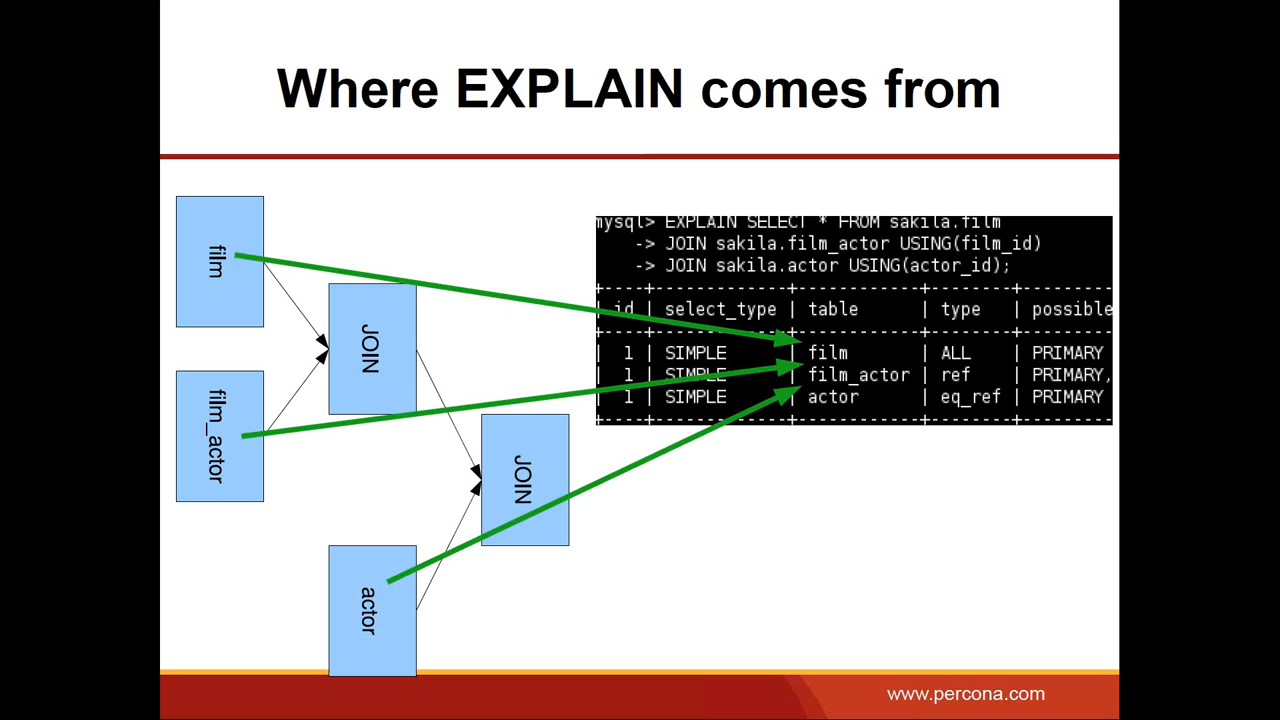 Where EXPLAIN comes from
film
film_actor
JOIN
JOIN
actor
mysql> EXPLAIN SELECT * FROM sakila.film
-> JOIN sakila.film_actor USING(film_id)
-> JOIN sakila.actor USING(actor_id);
+----+-------------+------------+--------+---------
| id | select_type | table | type | possible
+----+-------------+------------+--------+---------
| 1 | SIMPLE | film | ALL | PRIMARY
| 1 | SIMPLE | film_actor | ref | PRIMARY,
| 1 | SIMPLE | actor | eq_ref | PRIMARY
+----+-------------+------------+--------+---------
www.percona.com